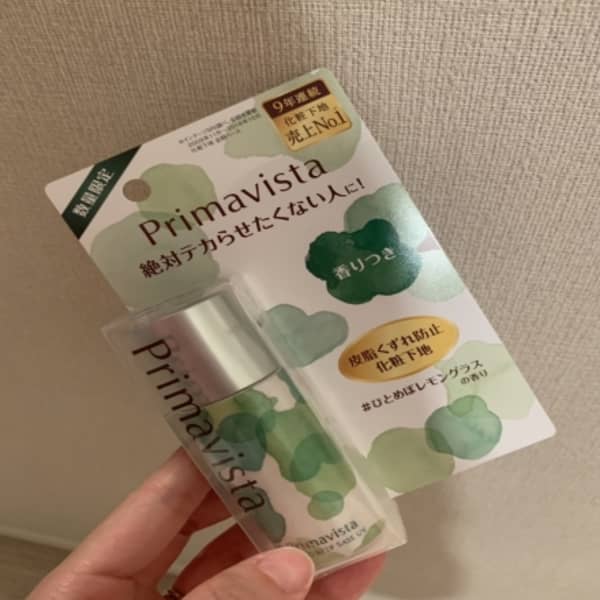 数量限定
9年連続
化粧下地
売上No.1
Primavista
絶対テカらせたくない人に!
香りつき
皮脂くずれ防止
化粧下地
#ひとめぼレモングラス
の香り
Primavista
Primavista
BASE UV